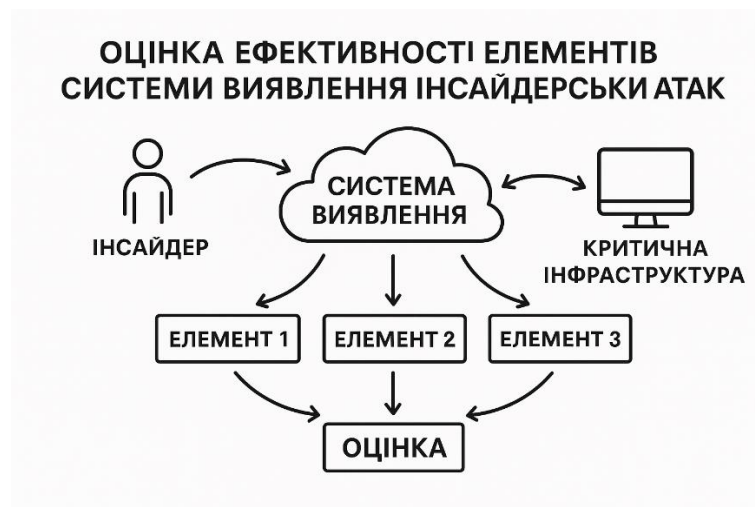 ОЦІНКА ЕФЕКТИВНОСТІ ЕЛЕМЕНТІВ
СИСТЕМИ ВИЯВЛЕННЯ ІНСАЙДЕРСЬКИ АТАК
СИСТЕМА
ВИЯВЛЕННЯ
ІНСАЙДЕР
КРИТИЧНА
ІНФРАСТРУКТУРА
ЕЛЕМЕНТ 1
ЕЛЕМЕНТ 2
ЕЛЕМЕНТ 3
ОЦІНКА